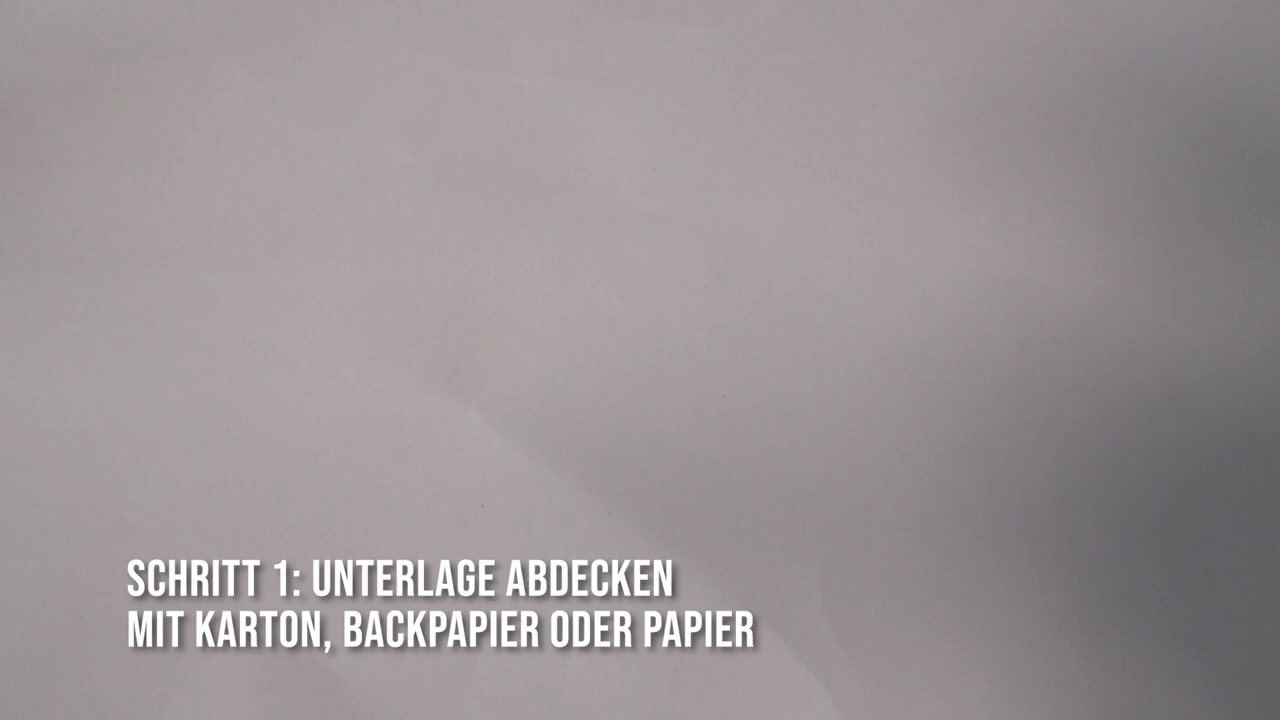 SCHRITT 1: UNTERLAGE ABDECKEN
MIT KARTON, BACKPAPIER ODER PAPIER